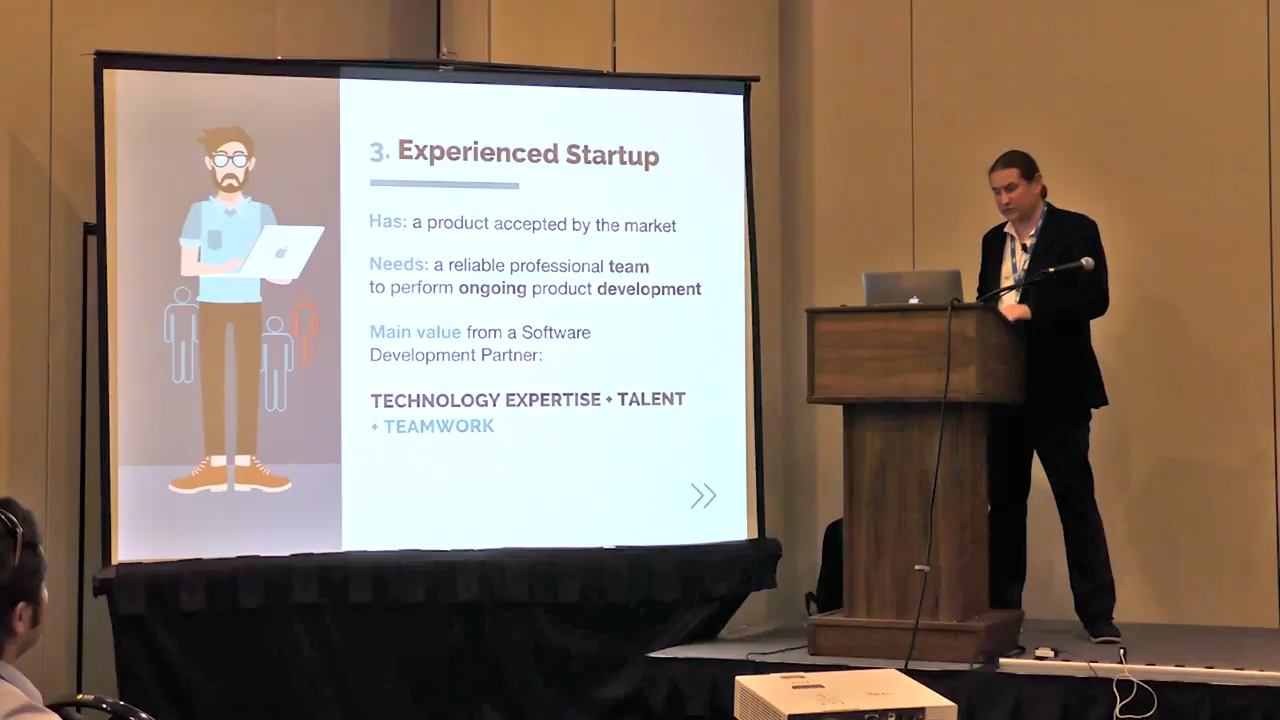 3. Experienced Startup
Has: a product accepted by the market
Needs: a reliable professional team
to perform ongoing product development
Main value from a Software
Development Partner:
TECHNOLOGY EXPERTISE + TALENT
+ TEAMWORK